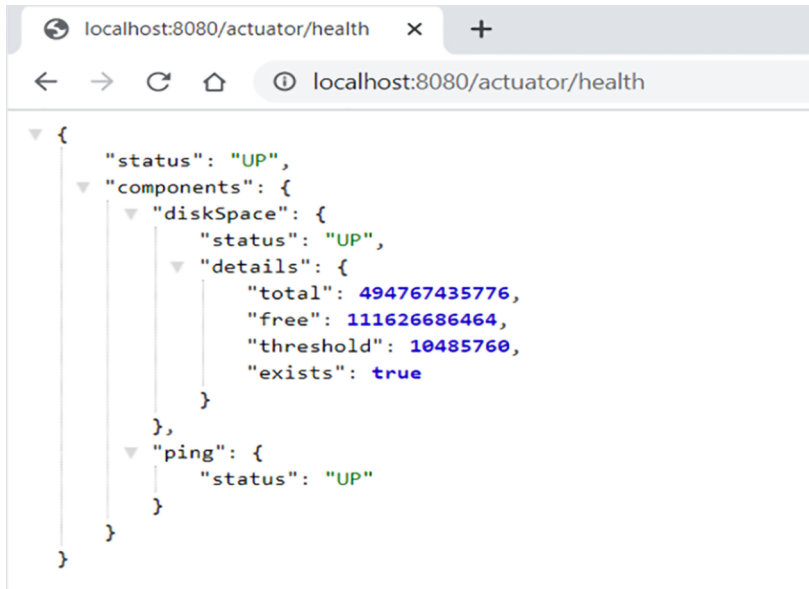 localhost:8080/actuator/health
localhost:8080/actuator/health
{
"status": "UP",
"components": {
"diskSpace": {
"status": "UP",
"details": {
"total": 494767435776,
"free": 111626686464,
"threshold": 10485760,
"exists": true
}
},
"ping": {
"status": "UP"
}
}
}